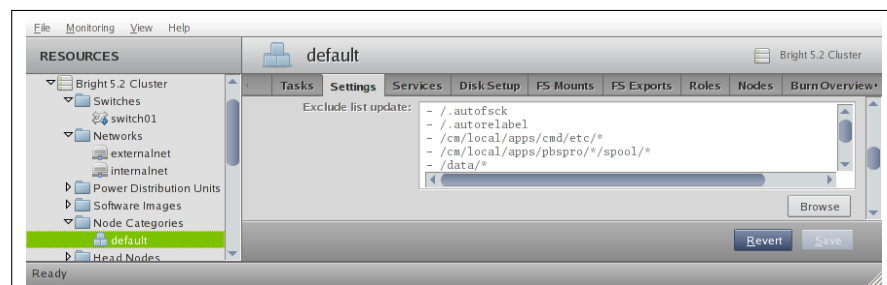 File Monitoring View Help
RESOURCES
default
Bright 5.2 Cluster
Bright 5.2 Cluster
Switches
switch01
Networks
externalnet
internalnet
Power Distribution Units
Software Images
Node Categories
default
Head Nodes
Tasks Settings Services Disk Setup FS Mounts FS Exports Roles Nodes Burn Overview
Exclude list update:
- /.autofsck
- /.autorelabel
- /cm/local/apps/cmd/etc/*
- /cm/local/apps/pbspro/*/spool/*
- /data/*
Browse
Revert Save
Ready